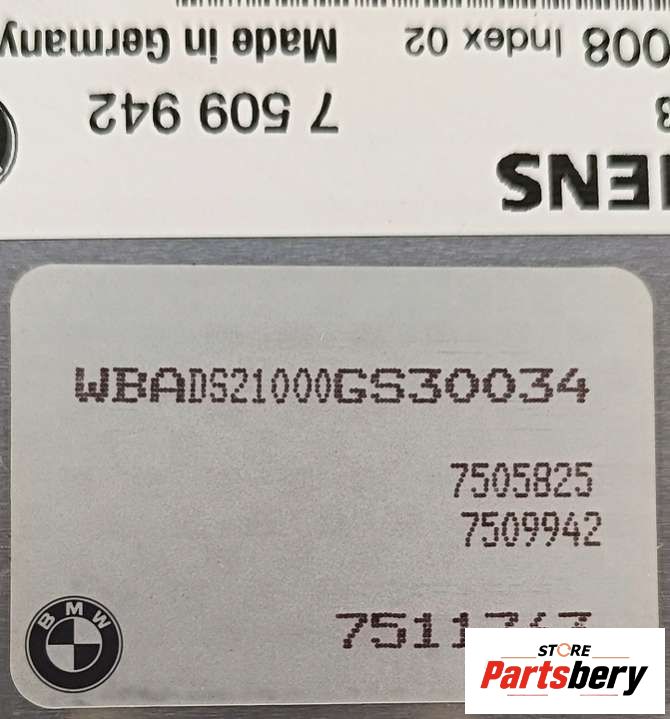 Made in Germany
008 Index 02
7 509 942
ENS
WBADS21000GS30034
7505825
7509942
BMW
STORE
Partsbery